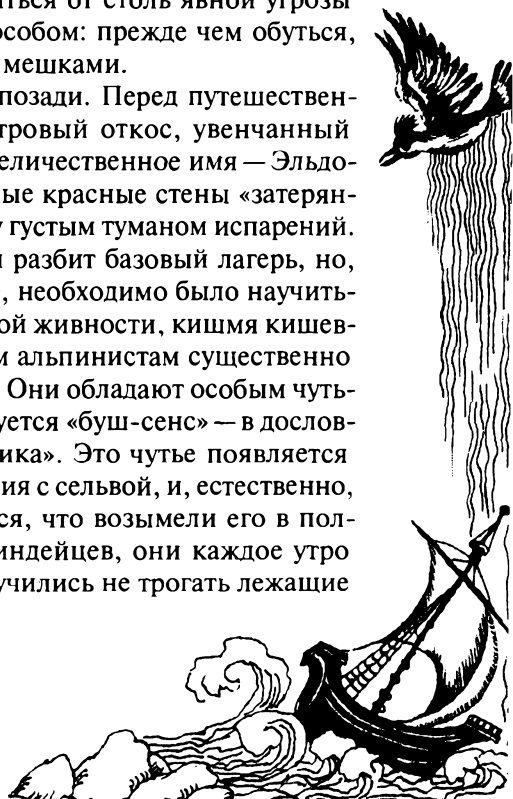 иться от столь явной угрозы
особом: прежде чем обуться,
мешками.
позади. Перед путешествен-
тровый откос, увенчанный
еличественное имя — Эльдо-
ые красные стены «затерян-
у густым туманом испарений.
и разбит базовый лагерь, но,
, необходимо было научить-
ой живности, кишмя кишев-
м альпинистам существенно
Они обладают особым чуть-
уется «буш-сенс» — в дослов-
ика». Это чутье появляется
ия с сельвой, и, естественно,
ся, что возымели его в пол-
индейцев, они каждое утро
учились не трогать лежащие